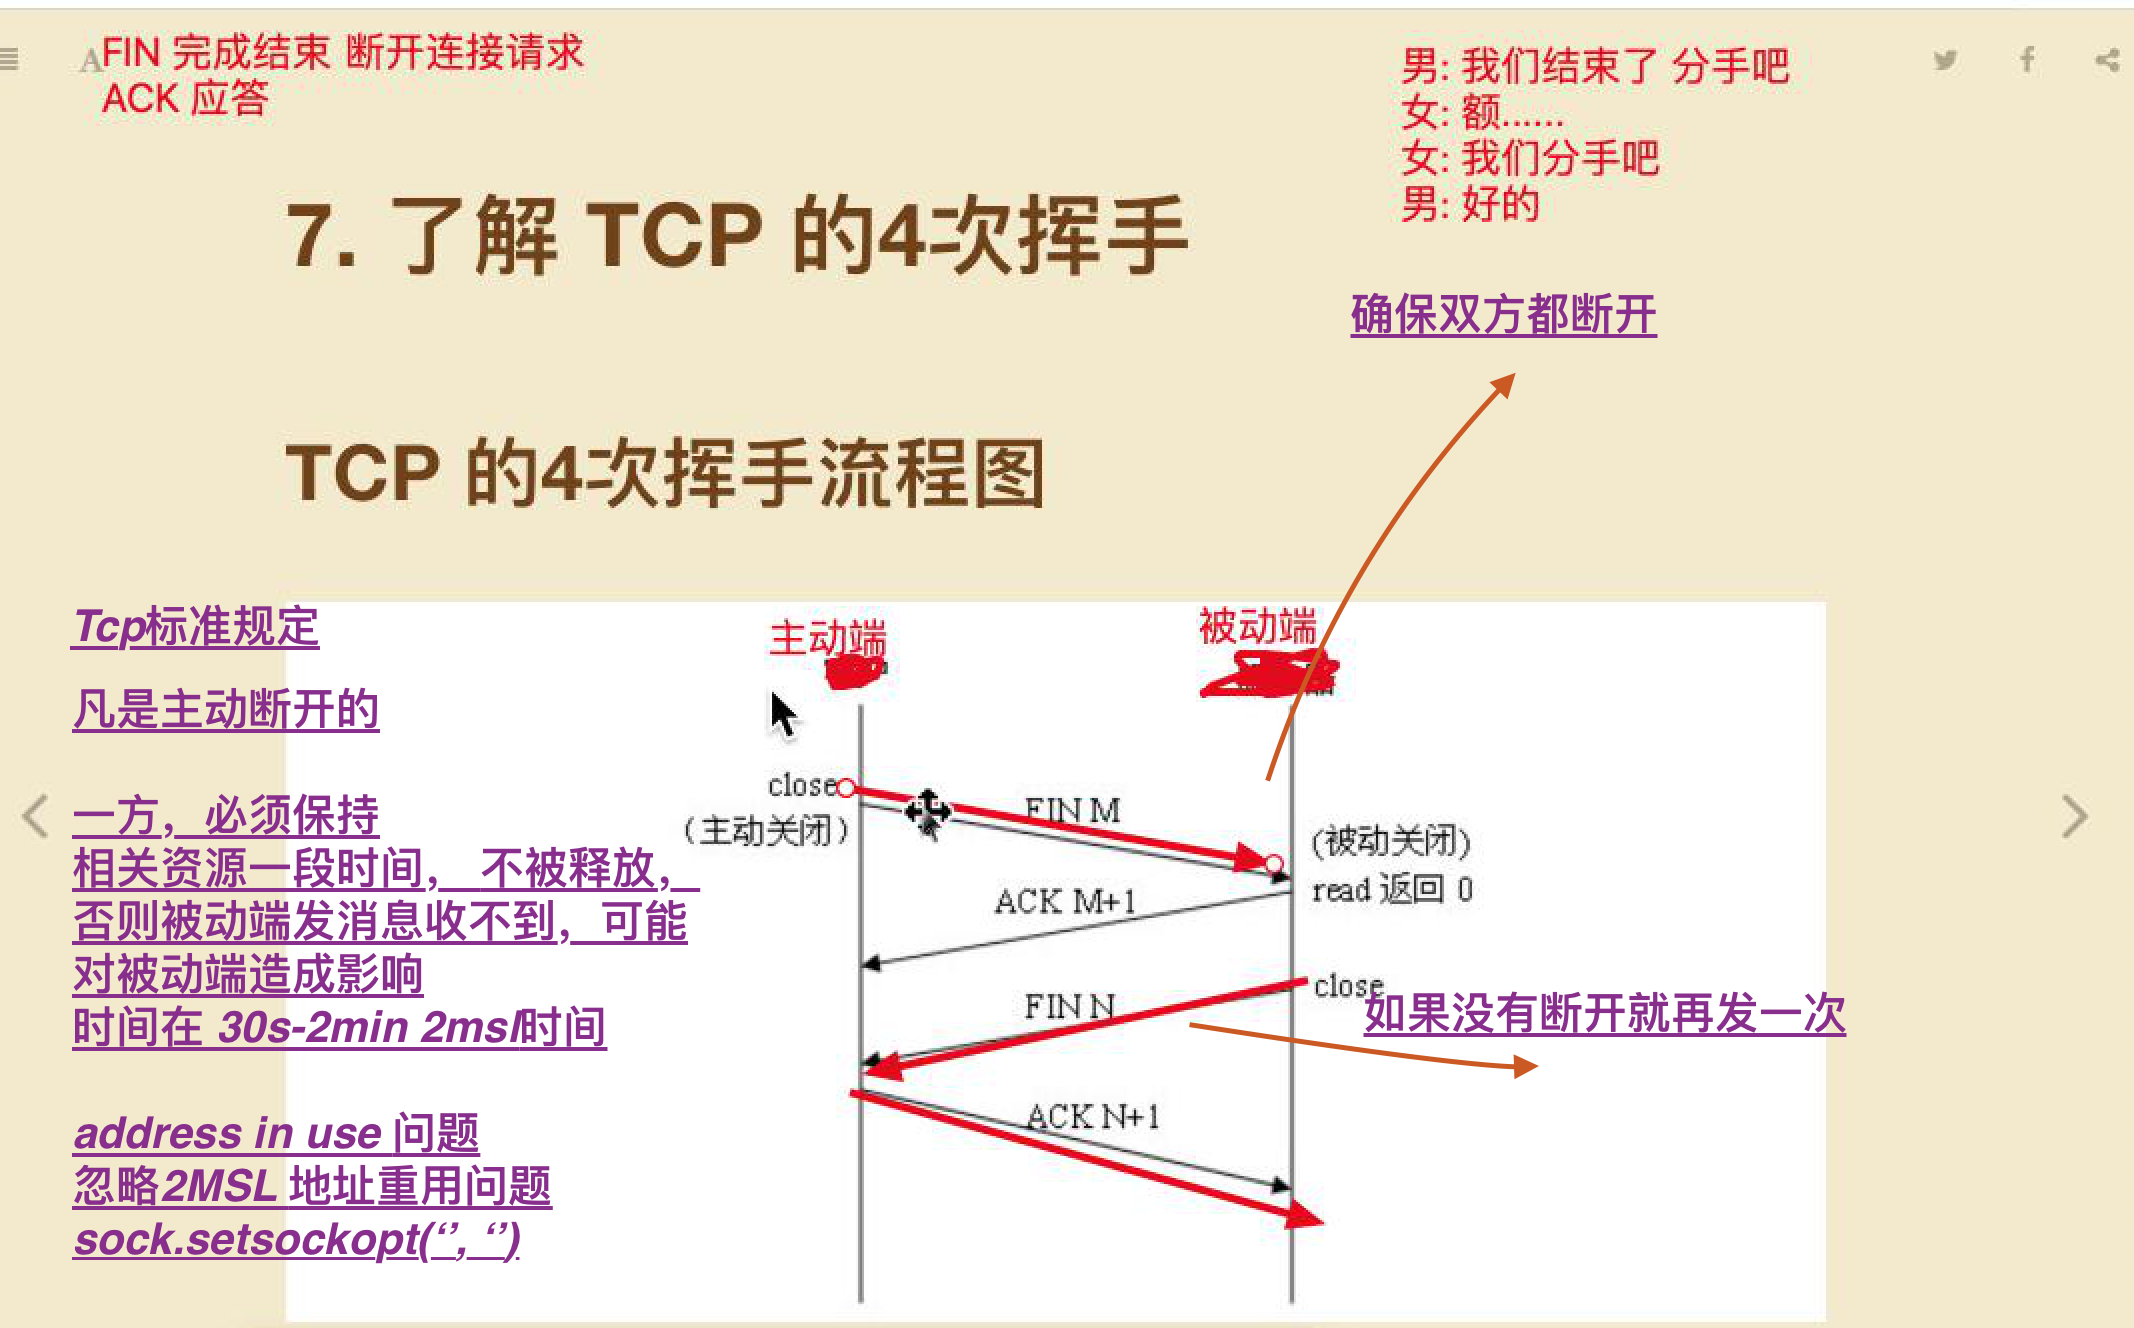 A
FIN 完成结束 断开连接请求
ACK 应答
男: 我们结束了 分手吧
女: 额......
女: 我们分手吧
男: 好的
7. 了解 TCP 的4次挥手
确保双方都断开
TCP 的4次挥手流程图
Tcp标准规定
凡是主动断开的
一方，必须保持
相关资源一段时间， 不被释放，
否则被动端发消息收不到，可能
对被动端造成影响
时间在 30s-2min 2msl时间
address in use 问题
忽略2MSL 地址重用问题
sock.setsockopt(‘’, ‘’)
主动端
被动端
close
（主动关闭）
FIN M
(被动关闭)
read 返回 0
ACK M+1
close
FIN N
如果没有断开就再发一次
ACK N+1